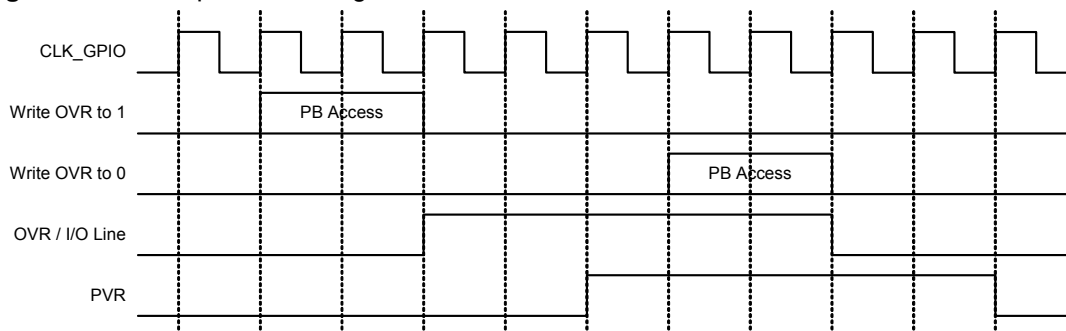 CLK_GPIO
Write OVR to 1
PB Access
Write OVR to 0
PB Access
OVR / I/O Line
PVR